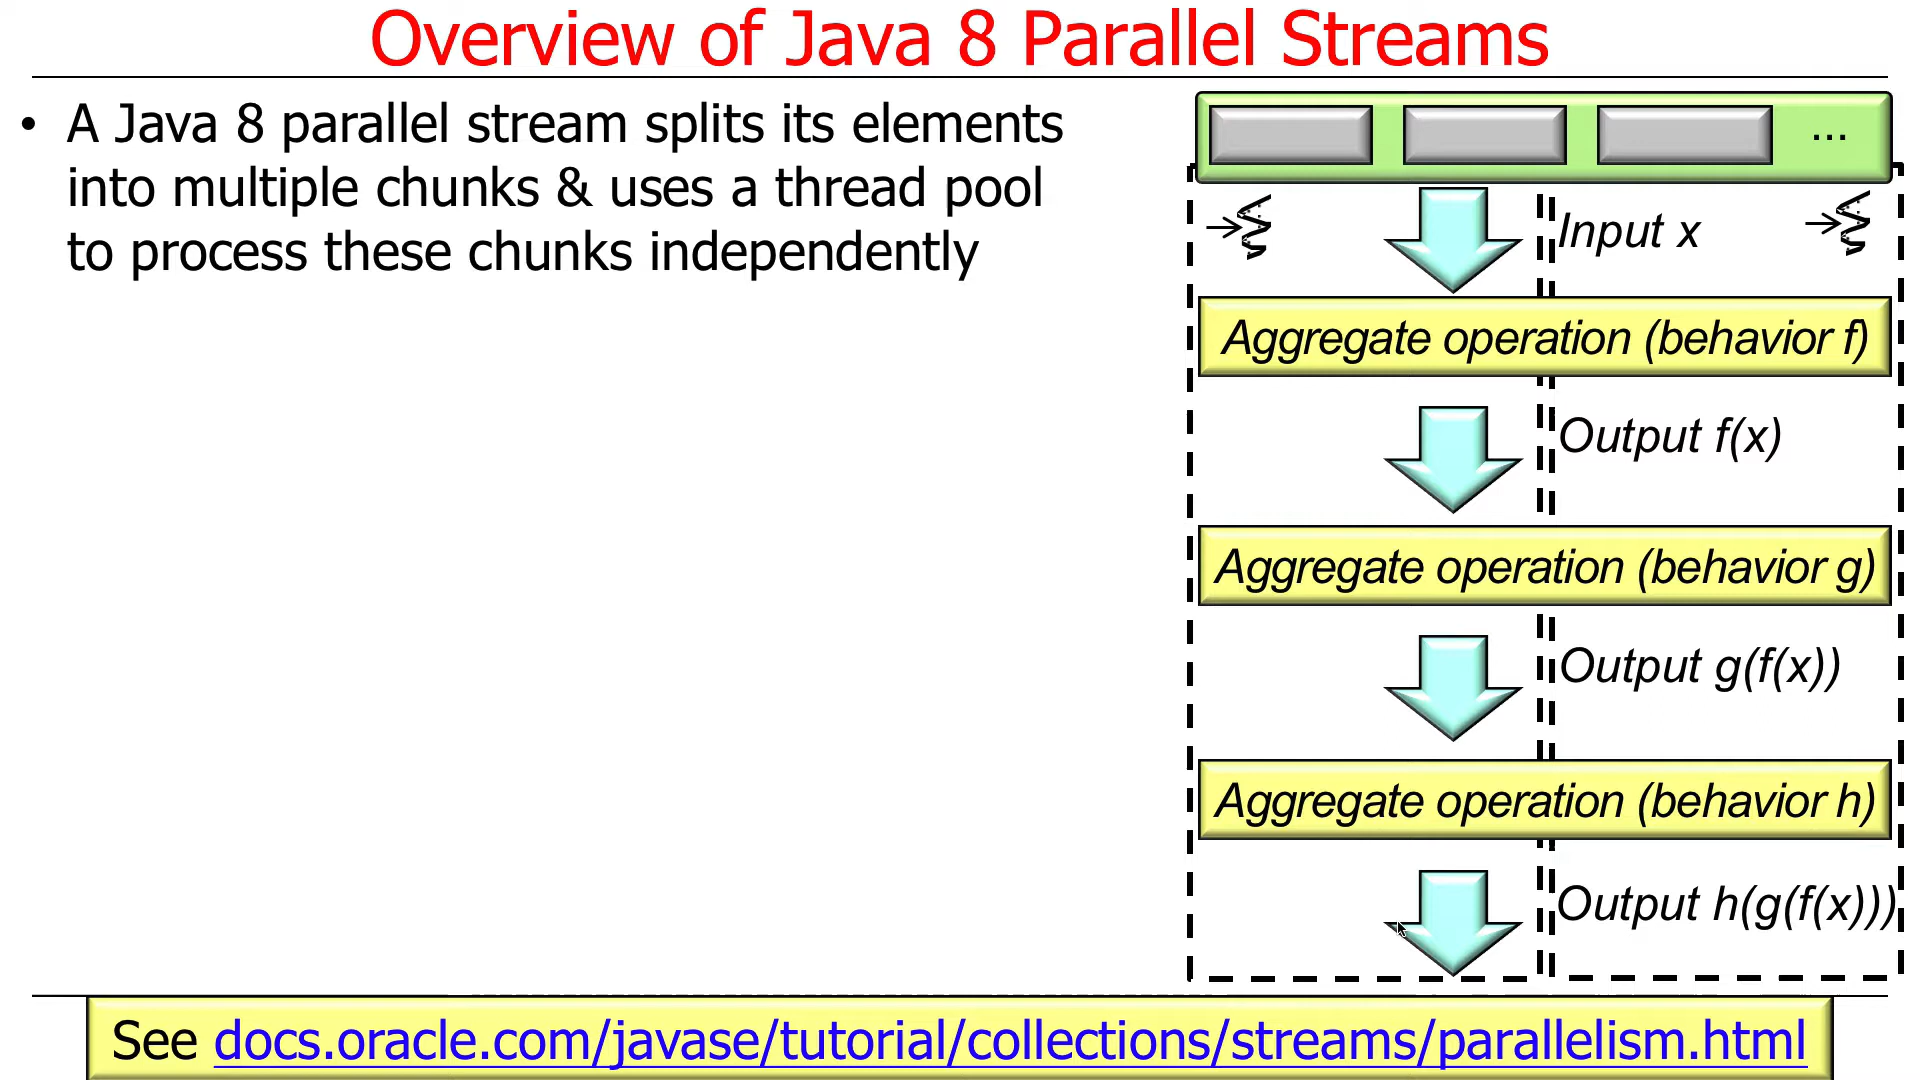 Overview of Java 8 Parallel Streams
• A Java 8 parallel stream splits its elements
into multiple chunks & uses a thread pool
to process these chunks independently
...
Input x
Aggregate operation (behavior f)
Output f(x)
Aggregate operation (behavior g)
Output g(f(x))
Aggregate operation (behavior h)
Output h(g(f(x)))
See docs.oracle.com/javase/tutorial/collections/streams/parallelism.html